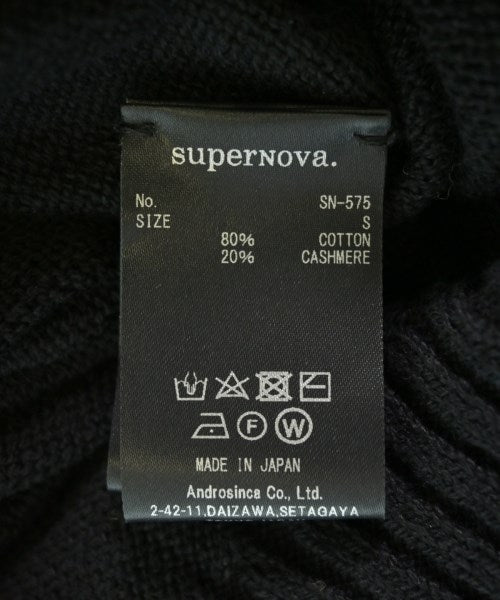 superNova.
No. SN-575
SIZE S
80% COTTON
20% CASHMERE
F W
MADE IN JAPAN
Androsinca Co., Ltd.
2-42-11,DAIZAWA,SETAGAYA